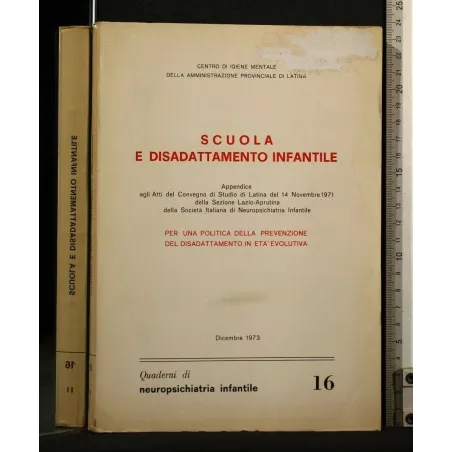 CENTRO DI IGIENE MENTALE
DELLA AMMINISTRAZIONE PROVINCIALE DI LATINA
SCUOLA
E DISADATTAMENTO INFANTILE
Appendice
agli Atti del Convegno di Studio di Latina del 14 Novembre 1971
della Sezione Lazio-Aprutina
della Società Italiana di Neuropsichiatria Infantile
PER UNA POLITICA DELLA PREVENZIONE
DEL DISADATTAMENTO IN ETA' EVOLUTIVA
Dicembre 1973
Quaderni di
neuropsichiatria infantile
16
SCUOLA E DISADATTAMENTO INFANTILE
16